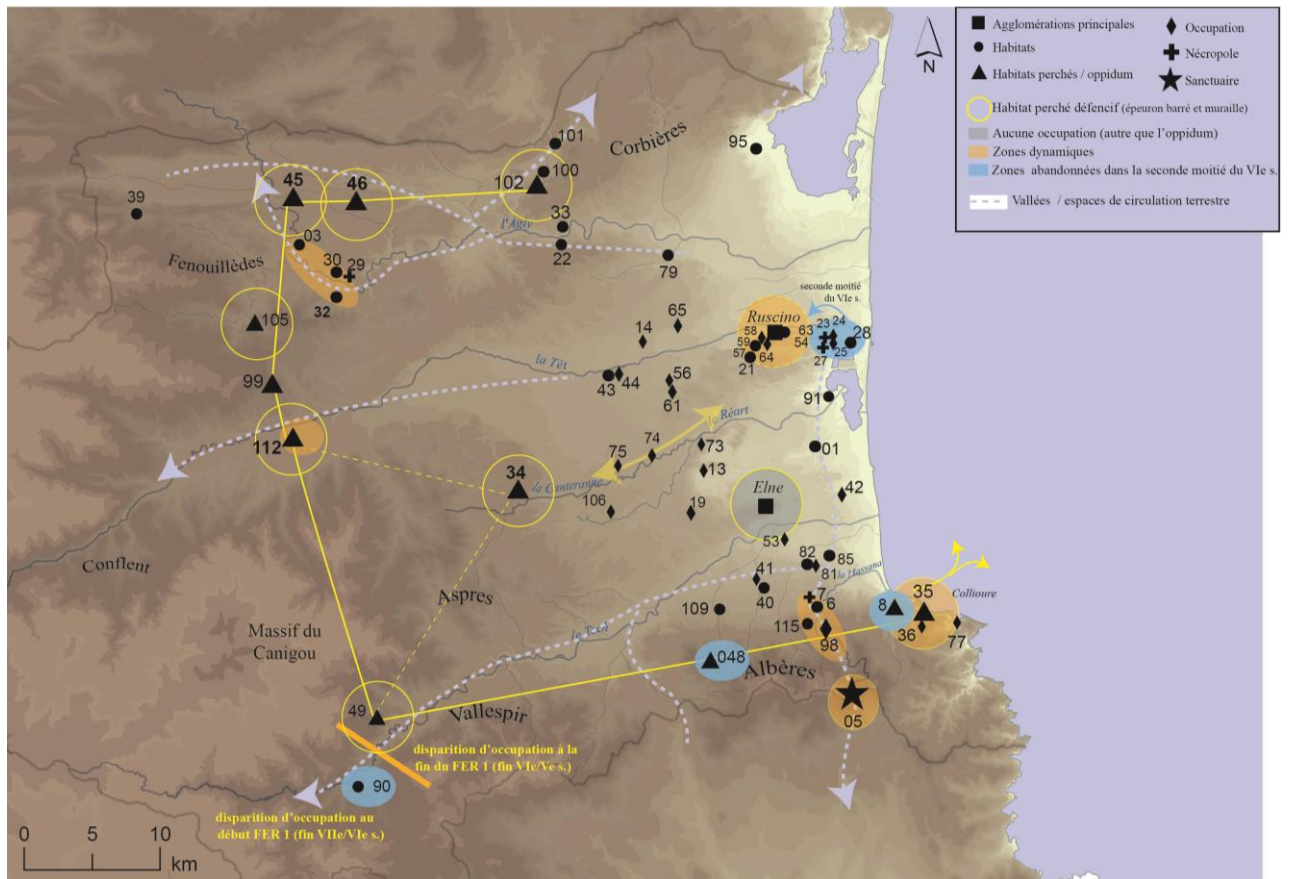 Agglomérations principales
Habitats
Habitats perchés / oppidum
Occupation
Nécropole
Sanctuaire
Habitat perché défencif (épeuron barré et muraille)
Aucune occupation (autre que l'oppidum)
Zones dynamiques
Zones abandonnées dans la seconde moitié du VIe s.
Vallées / espaces de circulation terrestre
N
101
Corbières
95
100
45
46
102
39
33
l'Agly
03
22
Fenouillèdes
30
29
79
32
seconde moitié
du VIe s.
65
Ruscino
105
14
58
63
23
24
28
59
54
57
64
25
27
21
la Têt
99
56
43
44
61
91
le Réart
112
74
73
01
75
34
13
la Canteranne
Elne
42
106
19
53
82
85
Conflent
41
81
la Massana
7
35
Collioure
40
6
8
Aspres
109
115
36
77
le Tech
98
Massif du
Canigou
048
Albères
49
Vallespir
05
disparition d'occupation à la
fin du FER 1 (fin VIe/Ve s.)
90
disparition d'occupation au
début FER 1 (fin VIIe/VIe s.)
0 5 10
km